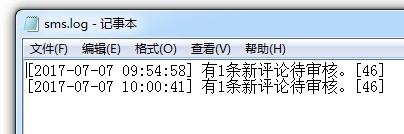 sms.log - 记事本
文件(F) 编辑(E) 格式(O) 查看(V) 帮助(H)
[2017-07-07 09:54:58] 有1条新评论待审核。[46]
[2017-07-07 10:00:41] 有1条新评论待审核。[46]